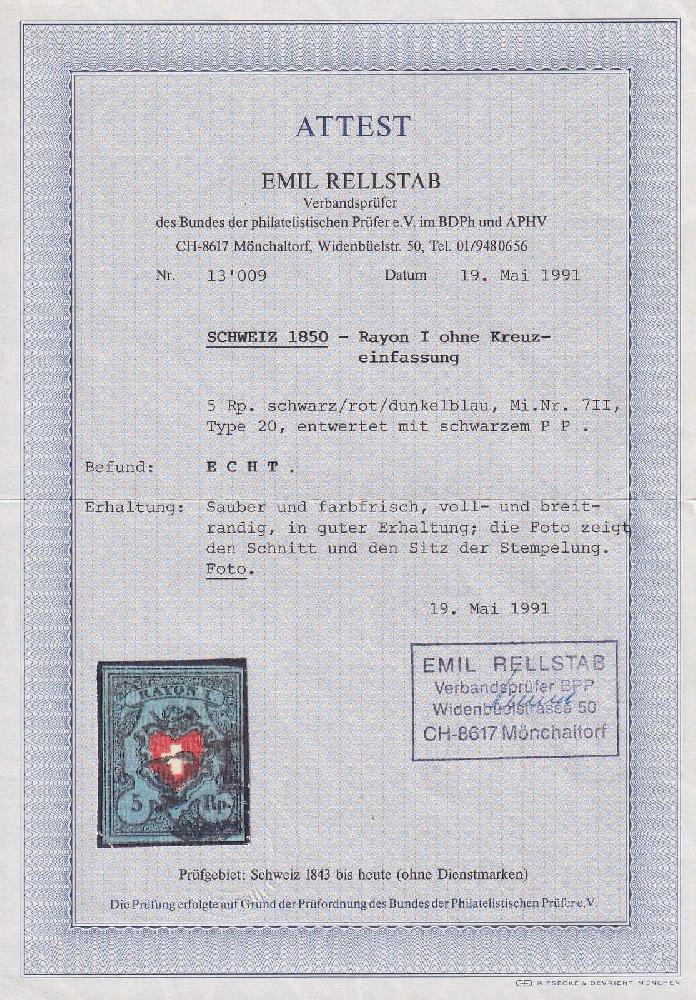 ATTEST
EMIL RELLSTAB
Verbandsprüfer
des Bundes der philatelistischen Prüfer e.V. im BDPh und APHV
CH-8617 Mönchaltorf, Widenbüelstr. 50, Tel. 01/9480656
Nr. 13'009 Datum 19. Mai 1991
SCHWEIZ 1850 - Rayon I ohne Kreuz-
einfassung
5 Rp. schwarz/rot/dunkelblau, Mi.Nr. 7II,
Type 20, entwertet mit schwarzem P P .
Befund: E C H T .
Erhaltung: Sauber und farbfrisch, voll- und breit-
randig, in guter Erhaltung; die Foto zeigt
den Schnitt und den Sitz der Stempelung.
Foto.
19. Mai 1991
RAYON I.
5 Rp.
EMIL RELLSTAB
Verbandsprüfer BPP
Widenbüelstrasse 50
CH-8617 Mönchaltorf
Prüfgebiet: Schweiz 1843 bis heute (ohne Dienstmarken)
Die Prüfung erfolgte auf Grund der Prüfordnung des Bundes der Philatelistischen Prüfer e.V.
GIESECKE & DEVRIENT MÜNCHEN